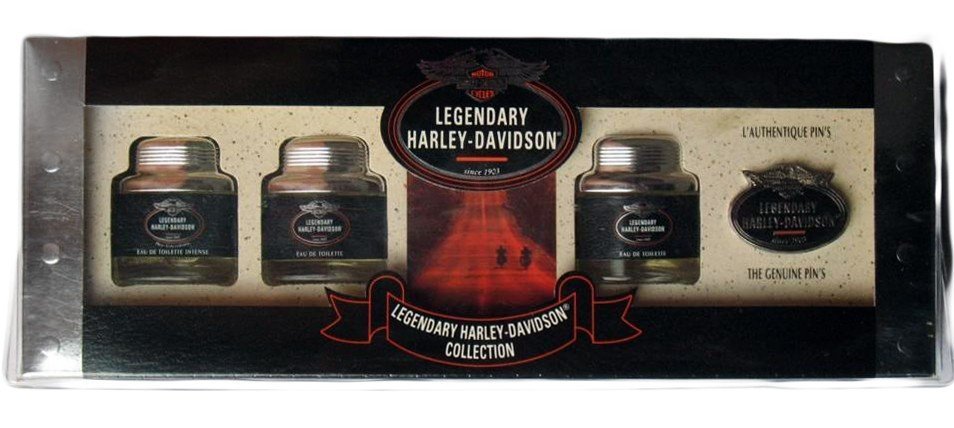 MOTOR
CYCLES
LEGENDARY
HARLEY-DAVIDSON®
since 1903
L'AUTHENTIQUE PIN'S
LEGENDARY
HARLEY-DAVIDSON
EAU DE TOILETTE INTENSE
LEGENDARY
HARLEY-DAVIDSON
EAU DE TOILETTE
LEGENDARY
HARLEY-DAVIDSON
EAU DE TOILETTE
LEGENDARY
HARLEY-DAVIDSON
since 1903
THE GENUINE PIN'S
LEGENDARY HARLEY-DAVIDSON®
COLLECTION